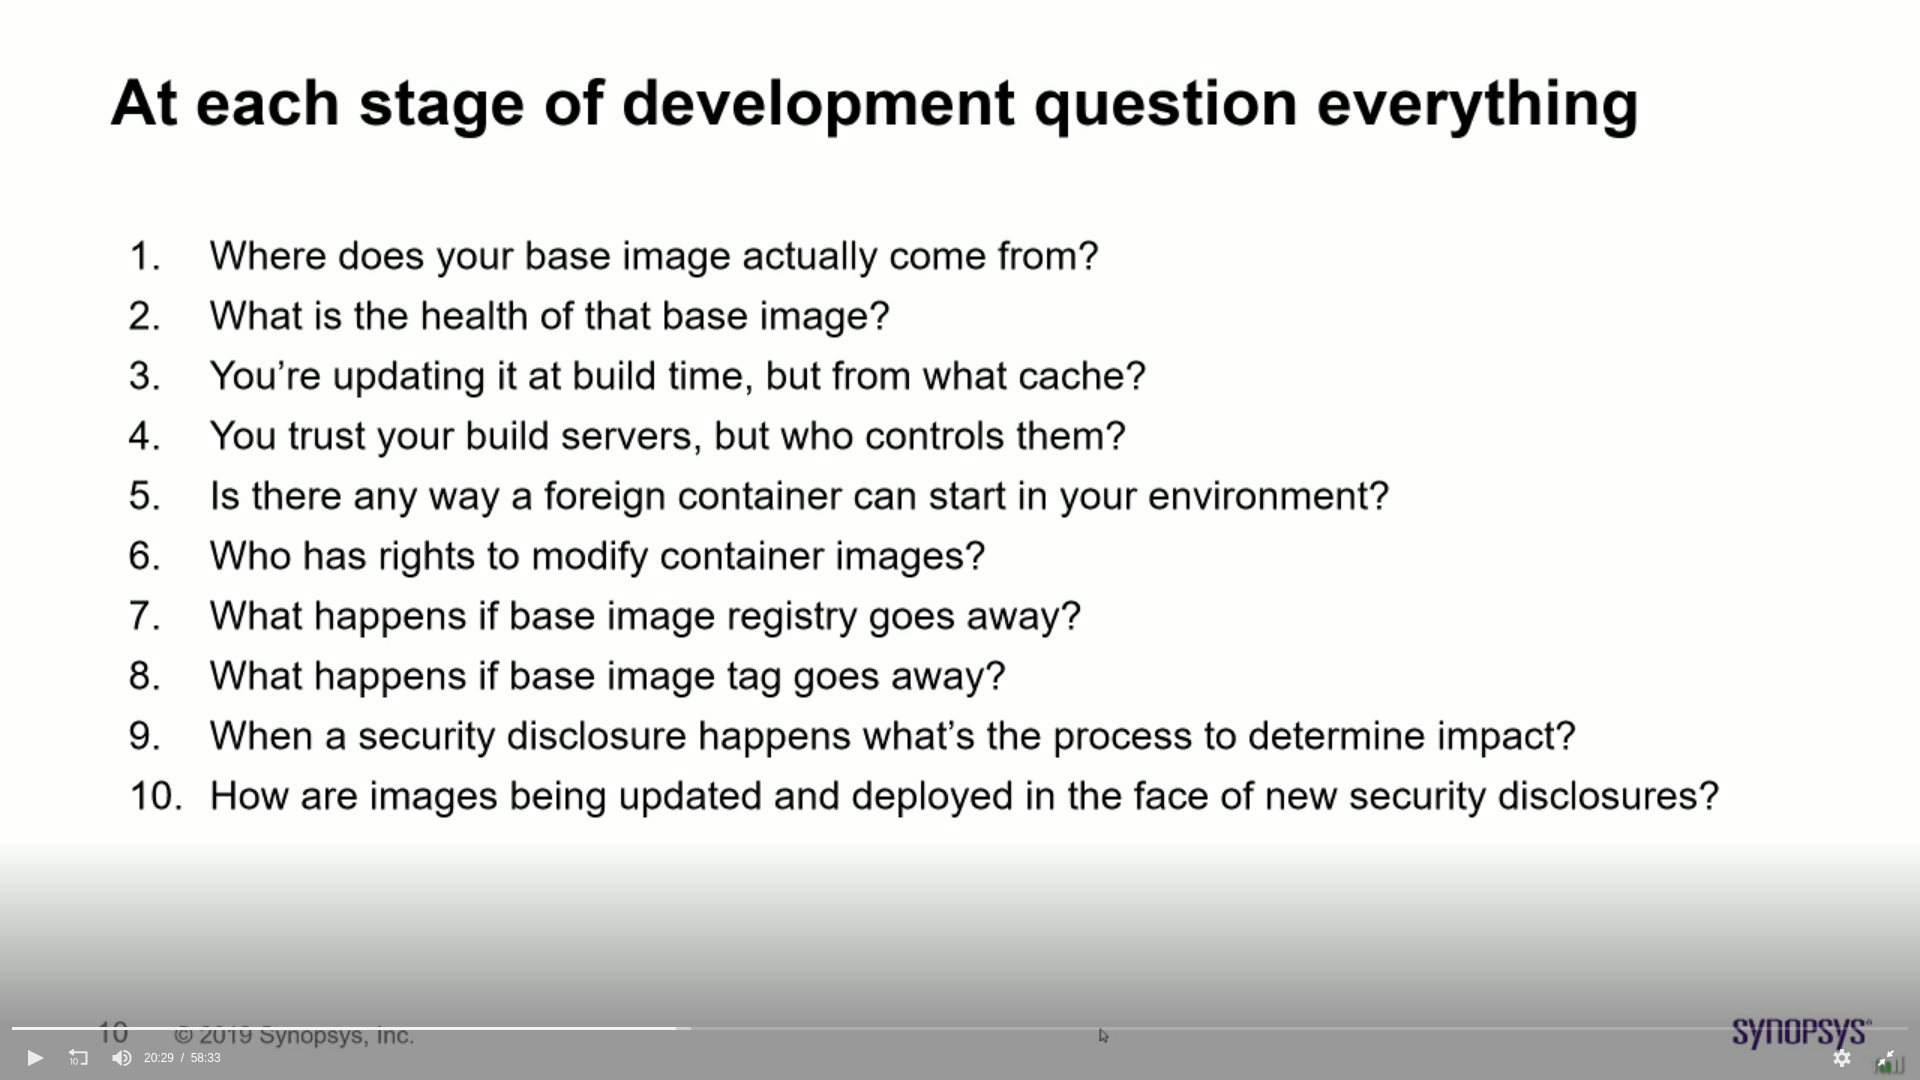 At each stage of development question everything
1. Where does your base image actually come from?
2. What is the health of that base image?
3. You’re updating it at build time, but from what cache?
4. You trust your build servers, but who controls them?
5. Is there any way a foreign container can start in your environment?
6. Who has rights to modify container images?
7. What happens if base image registry goes away?
8. What happens if base image tag goes away?
9. When a security disclosure happens what’s the process to determine impact?
10. How are images being updated and deployed in the face of new security disclosures?
10 © 2019 Synopsys, Inc.
SYNOPSYS®
10
20:29 / 58:33